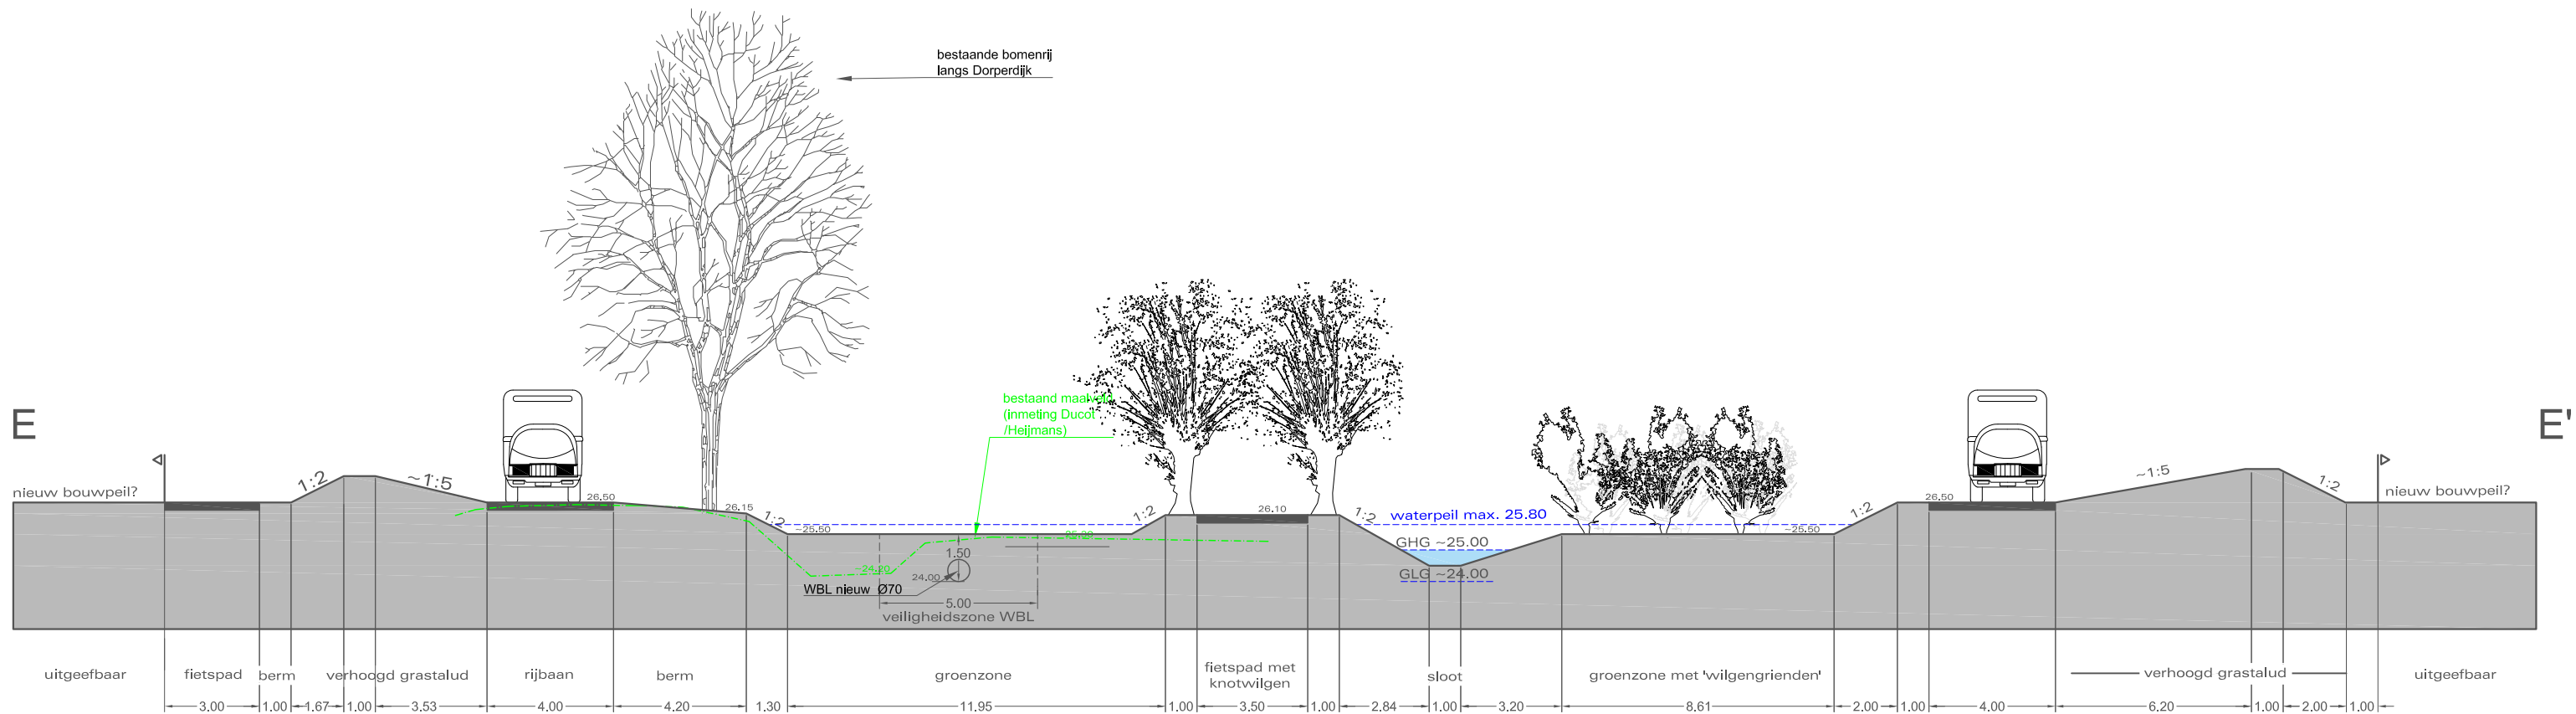 bestaande bomenrij
langs Dorperdijk
bestaand maaiveld
(inmeting Ducot
/Heijmans)
E
E'
nieuw bouwpeil?
1:2
~1:5
26.50
26.15
1:2
~25.50
25.20
1.50
~24.20
24.00
WBL nieuw Ø70
5.00
veiligheidszone WBL
1:2
26.10
1:2
waterpeil max. 25.80
GHG ~25.00
GLG ~24.00
~25.50
1:2
26.50
~1:5
1:2
nieuw bouwpeil?
uitgeefbaar
fietspad
berm
verhoogd grastalud
rijbaan
berm
groenzone
fietspad met
knotwilgen
sloot
groenzone met 'wilgengrienden'
verhoogd grastalud
uitgeefbaar
3.00 1.00 1.67 1.00 3.53 4.00 4.20 1.30 11.95 1.00 3.50 1.00 2.84 1.00 3.20 8.61 2.00 1.00 4.00 6.20 1.00 2.00 1.00